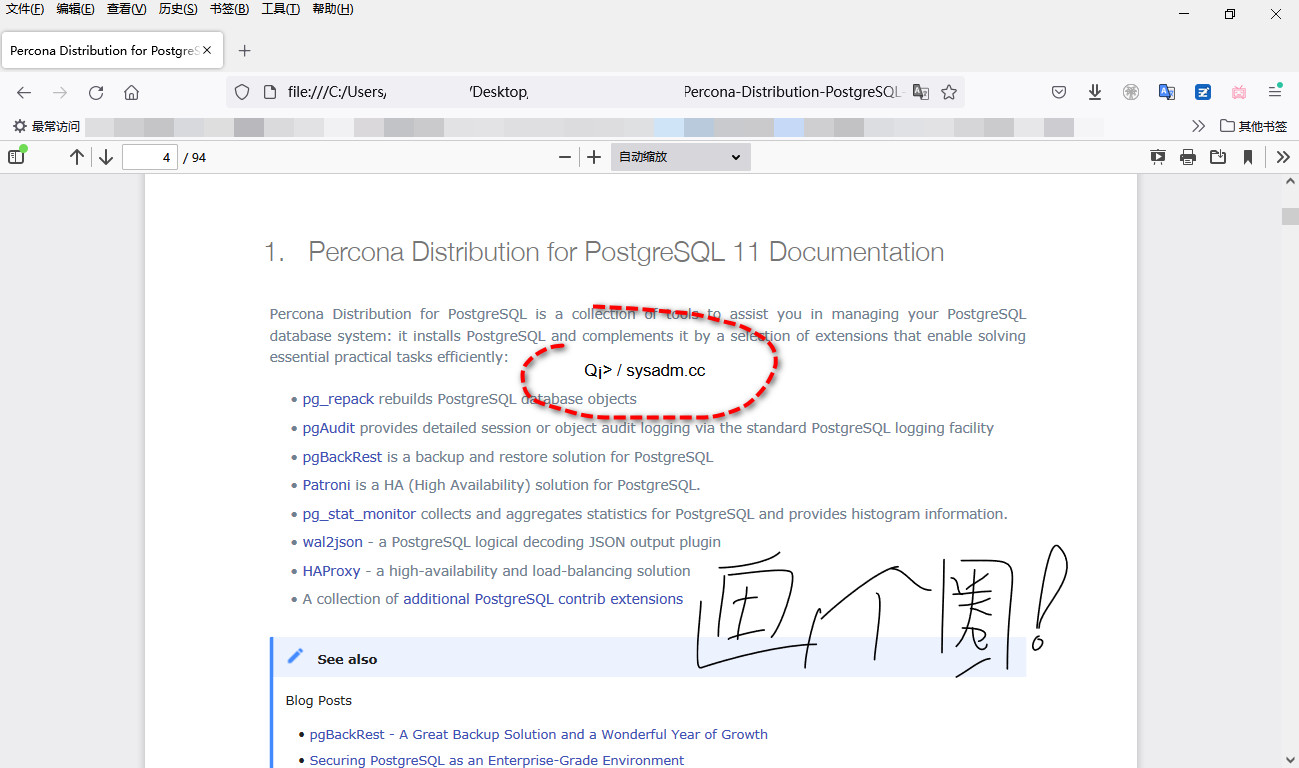 文件(F) 编辑(E) 查看(V) 历史(S) 书签(B) 工具(T) 帮助(H)
Percona Distribution for PostgreS
file:///C:/Users/ /Desktop/ Percona-Distribution-PostgreSQL-
最常访问 其他书签
4 / 94 自动缩放
1. Percona Distribution for PostgreSQL 11 Documentation
Percona Distribution for PostgreSQL is a collection of tools to assist you in managing your PostgreSQL
database system: it installs PostgreSQL and complements it by a selection of extensions that enable solving
essential practical tasks efficiently:
Q¡> / sysadm.cc
• pg_repack rebuilds PostgreSQL database objects
• pgAudit provides detailed session or object audit logging via the standard PostgreSQL logging facility
• pgBackRest is a backup and restore solution for PostgreSQL
• Patroni is a HA (High Availability) solution for PostgreSQL.
• pg_stat_monitor collects and aggregates statistics for PostgreSQL and provides histogram information.
• wal2json - a PostgreSQL logical decoding JSON output plugin
• HAProxy - a high-availability and load-balancing solution
• A collection of additional PostgreSQL contrib extensions
画个圈!
See also
Blog Posts
• pgBackRest - A Great Backup Solution and a Wonderful Year of Growth
• Securing PostgreSQL as an Enterprise-Grade Environment